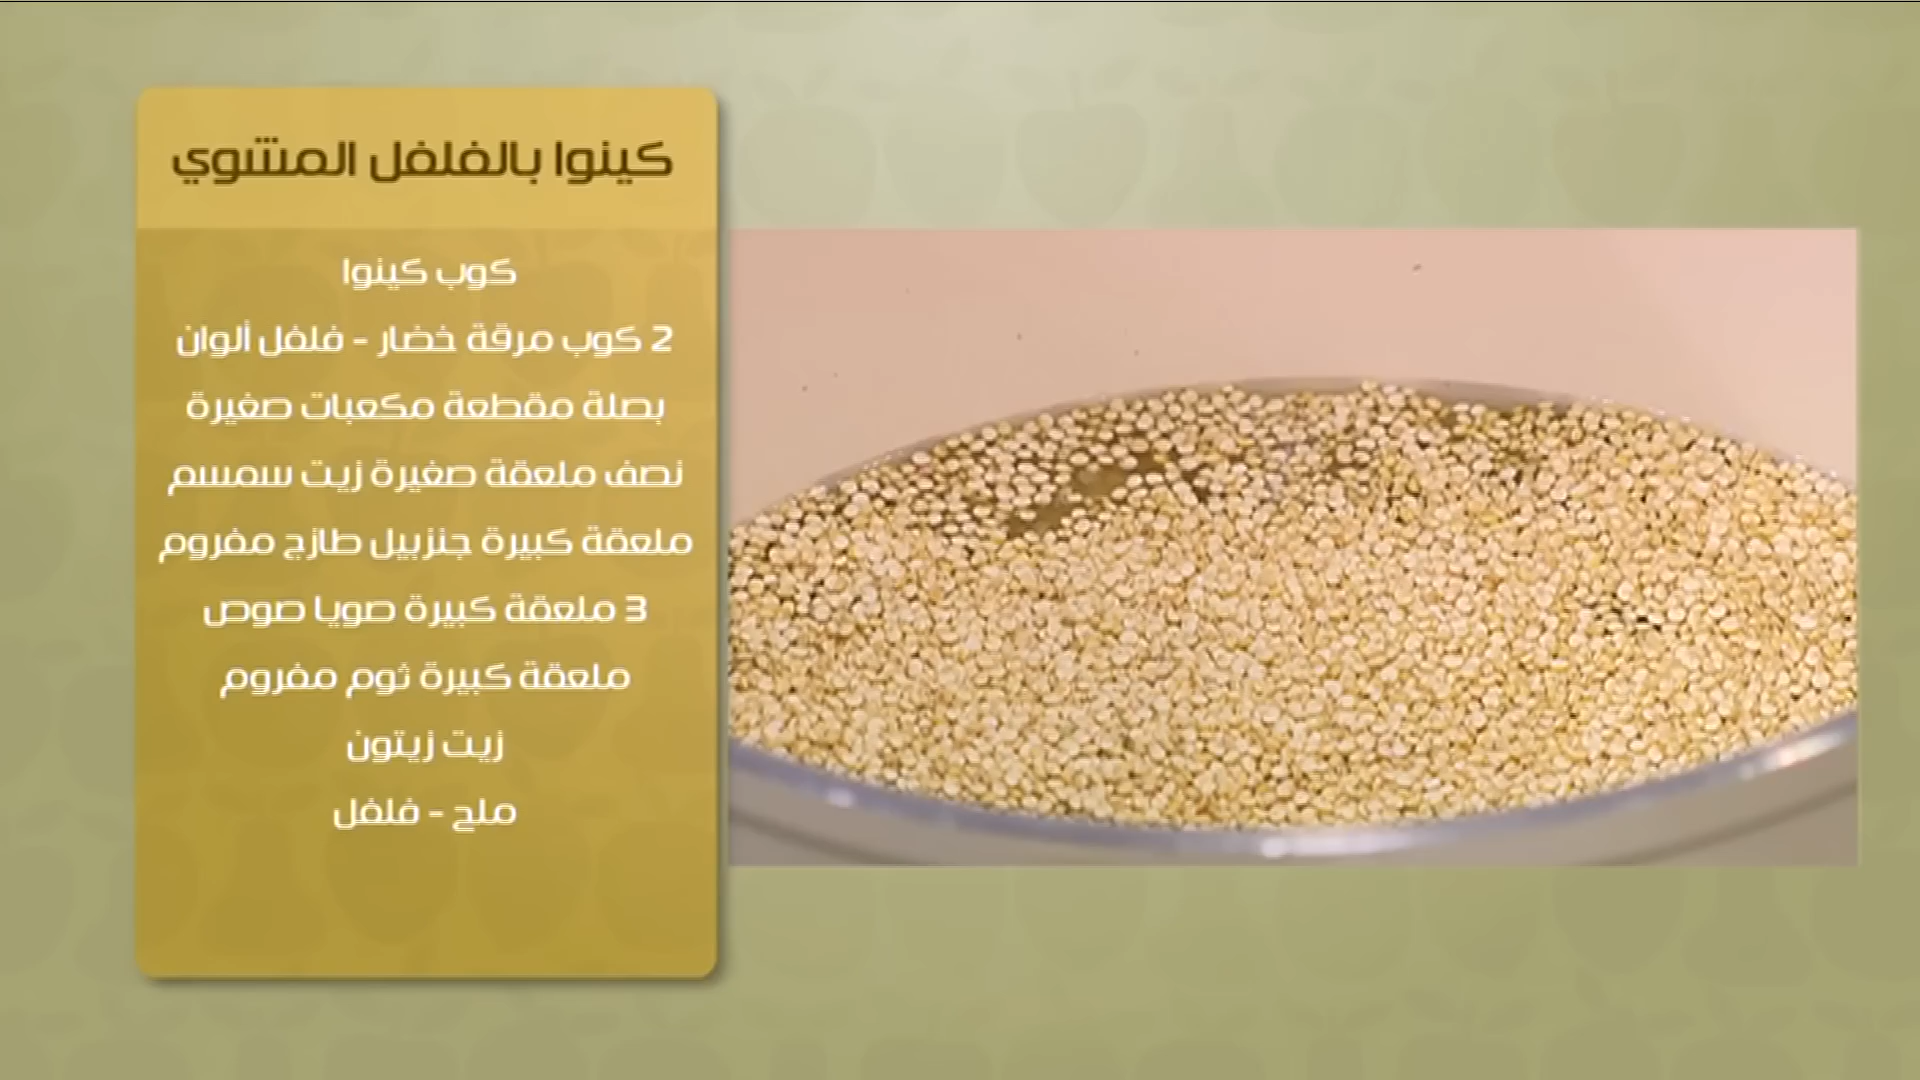 كينوا بالفلفل المشوي
كوب كينوا
2 كوب مرقة خضار - فلفل ألوان
بصلة مقطعة مكعبات صغيرة
نصف ملعقة صغيرة زيت سمسم
ملعقة كبيرة جنزبيل طازج مفروم
3 ملعقة كبيرة صويا صوص
ملعقة كبيرة ثوم مفروم
زيت زيتون
ملح - فلفل